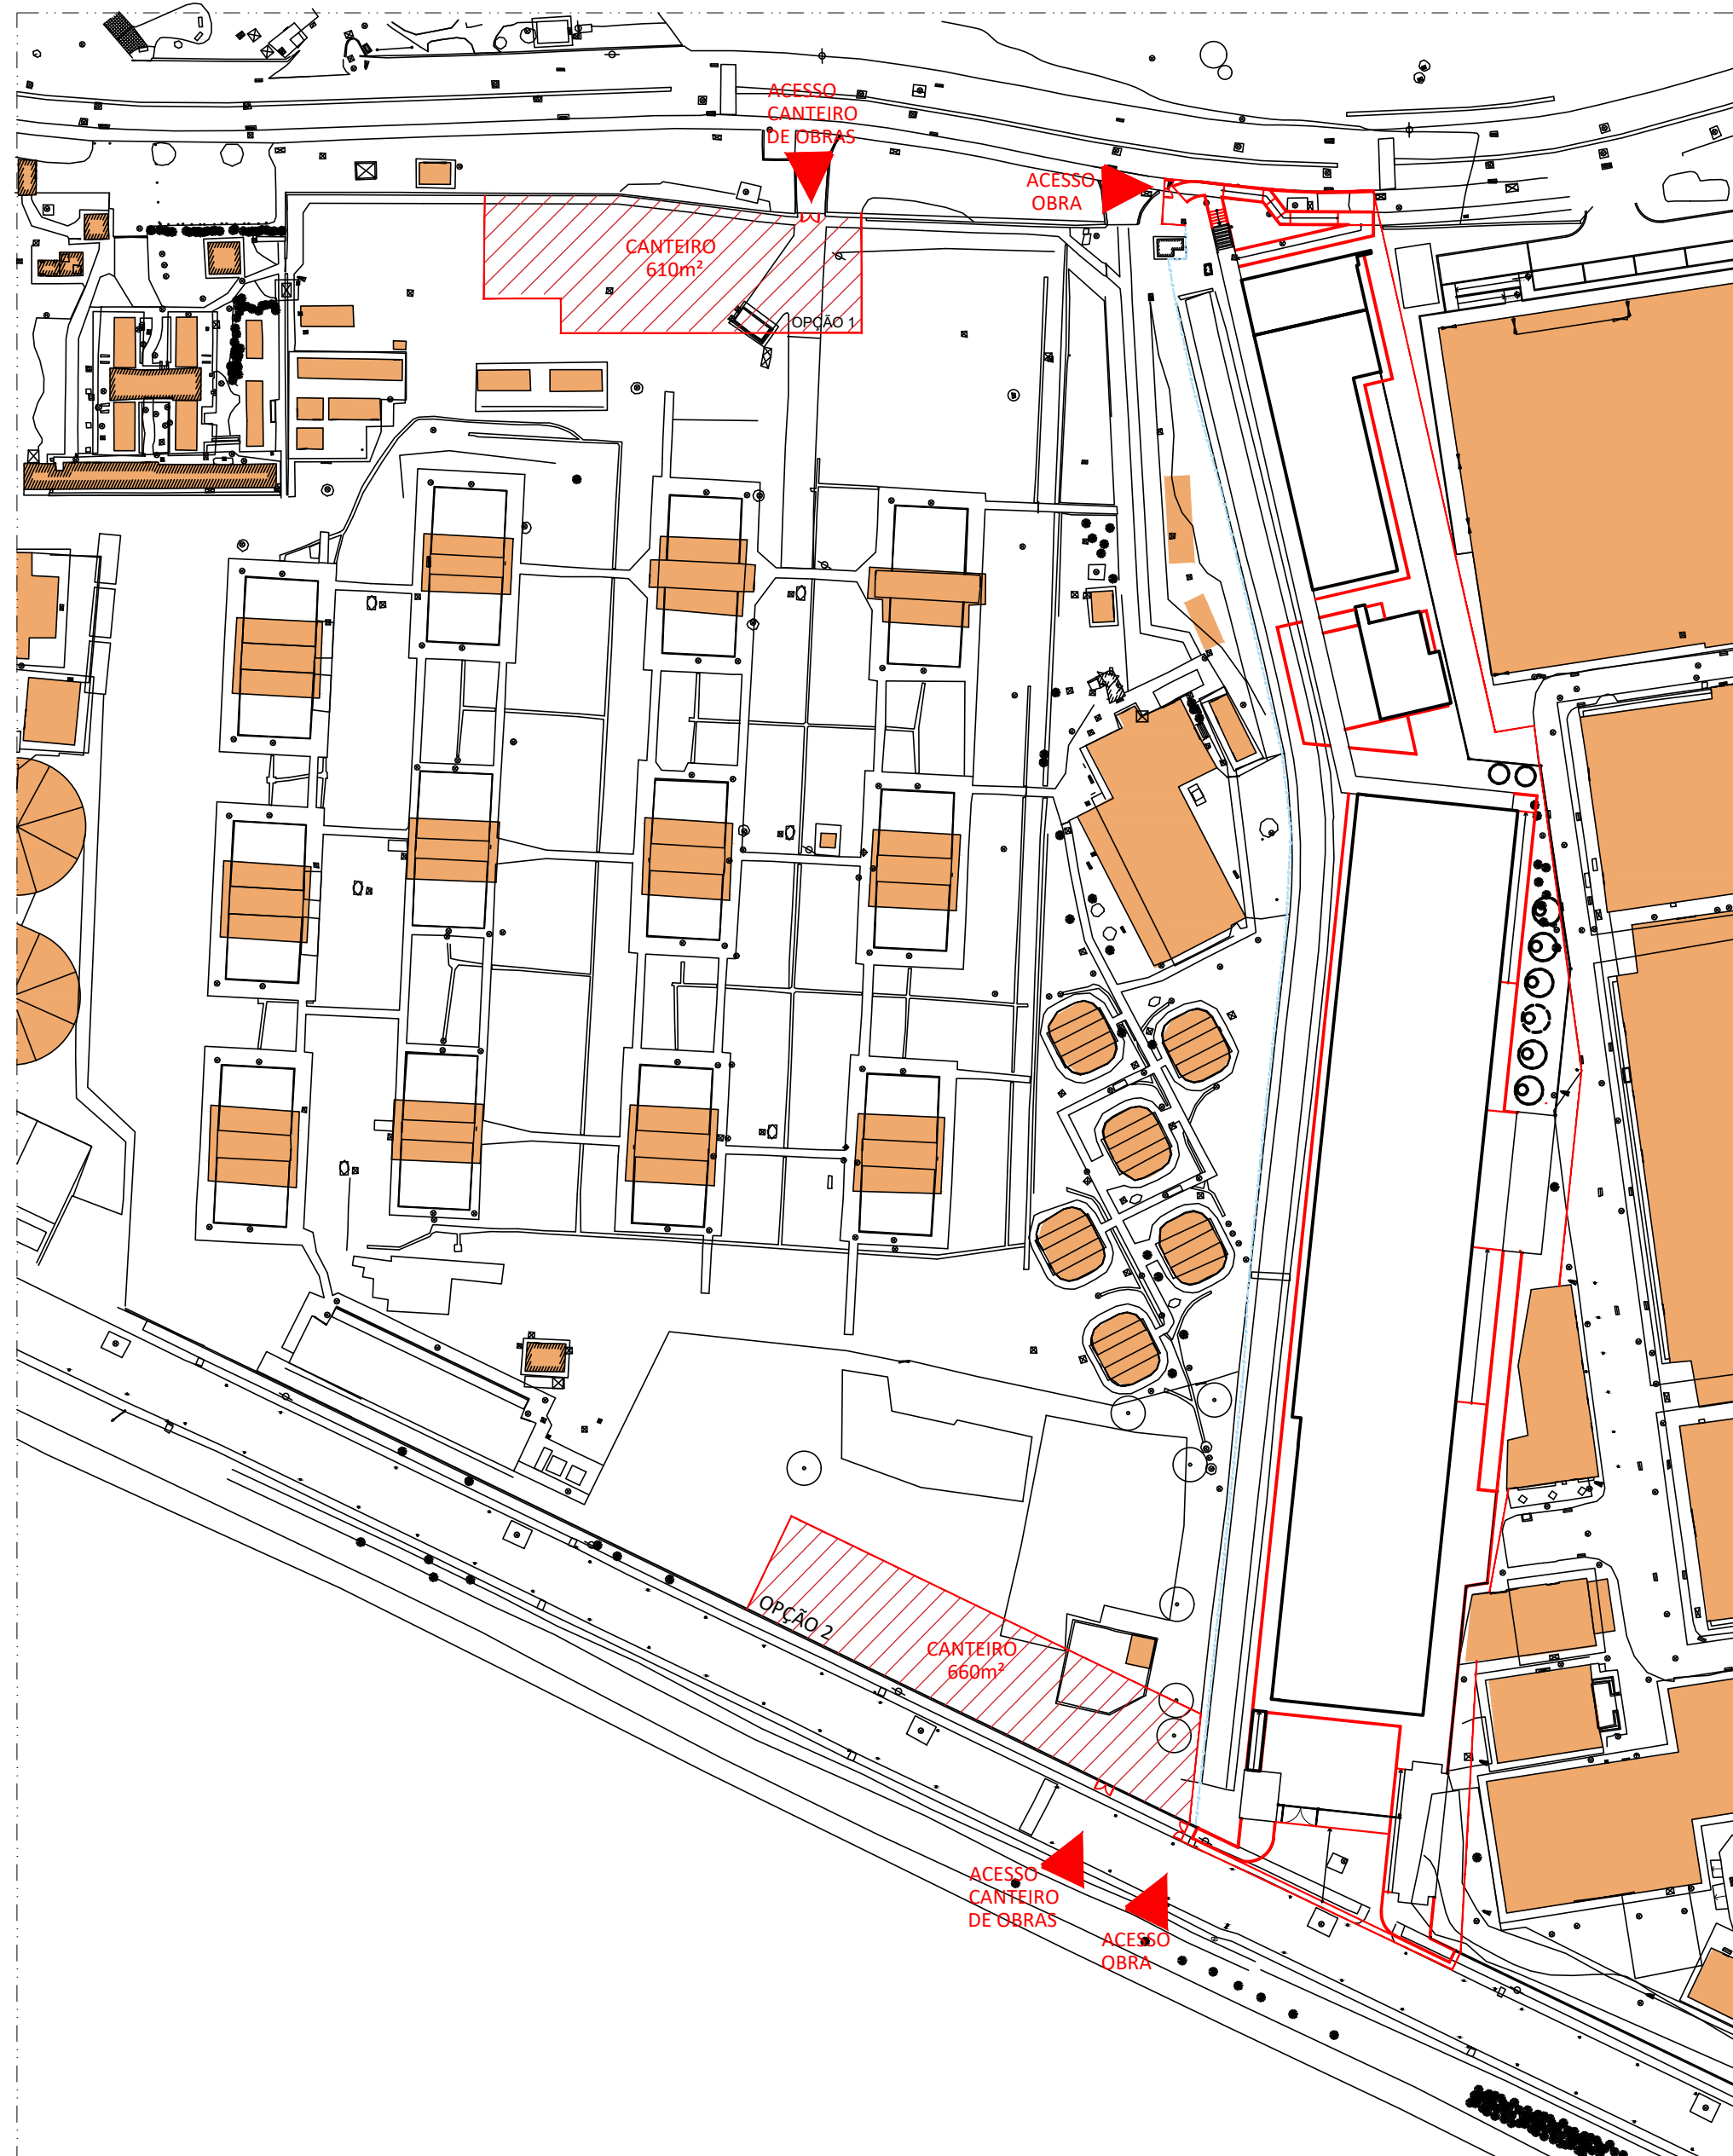 ACESSO
CANTEIRO
DE OBRAS
ACESSO
OBRA
CANTEIRO
610m²
OPÇÃO 1
OPÇÃO 2
CANTEIRO
660m²
ACESSO
CANTEIRO
DE OBRAS
ACESSO
OBRA